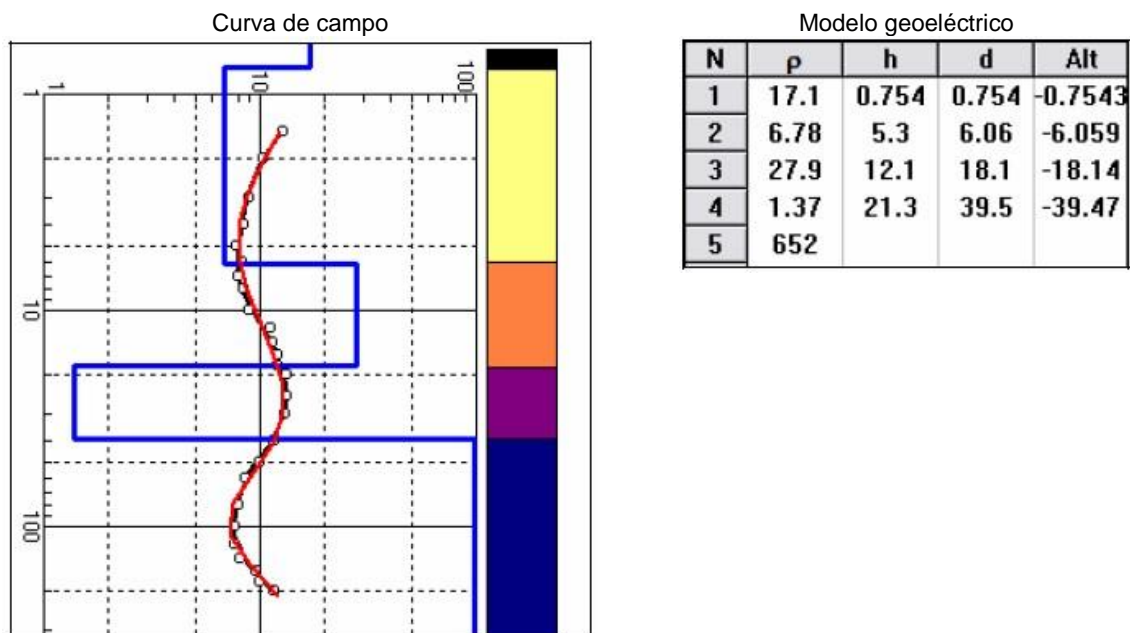 Curva de campo
Modelo geoeléctrico
1 10 100
1
10
100
N ρ h d Alt
1 17.1 0.754 0.754 -0.7543
2 6.78 5.3 6.06 -6.059
3 27.9 12.1 18.1 -18.14
4 1.37 21.3 39.5 -39.47
5 652